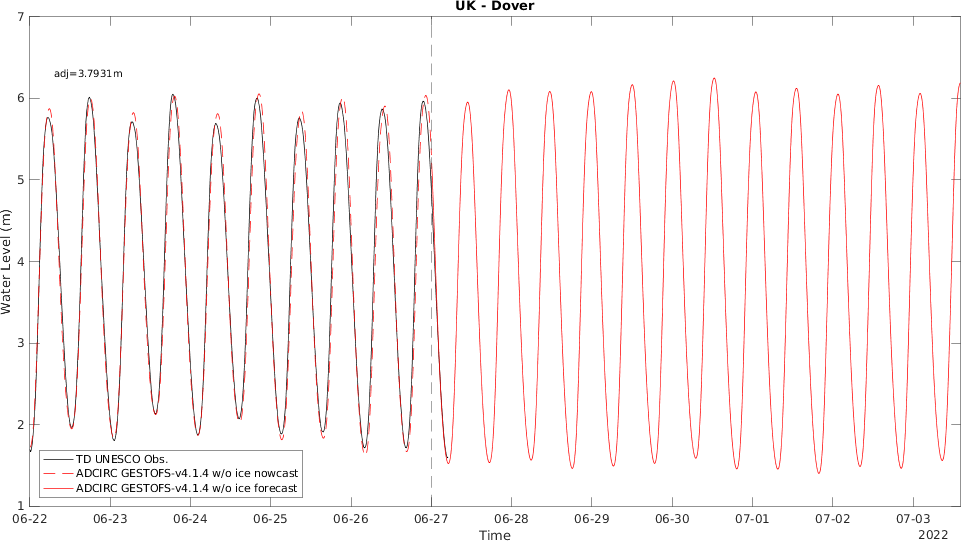 UK - Dover
7
adj=3.7931m
6
5
4
3
2
1
Water Level (m)
TD UNESCO Obs.
ADCIRC GESTOFS-v4.1.4 w/o ice nowcast
ADCIRC GESTOFS-v4.1.4 w/o ice forecast
06-22 06-23 06-24 06-25 06-26 06-27 06-28 06-29 06-30 07-01 07-02 07-03
Time
2022